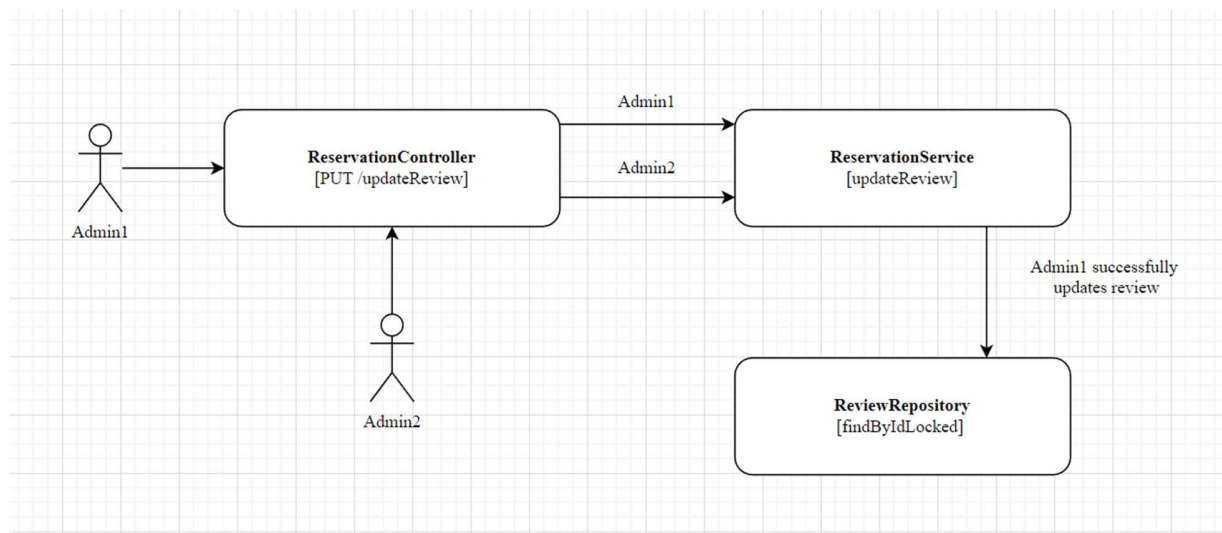 Admin1
ReservationController
[PUT /updateReview]
Admin1
Admin2
ReservationService
[updateReview]
Admin1 successfully
updates review
Admin2
ReviewRepository
[findByIdLocked]